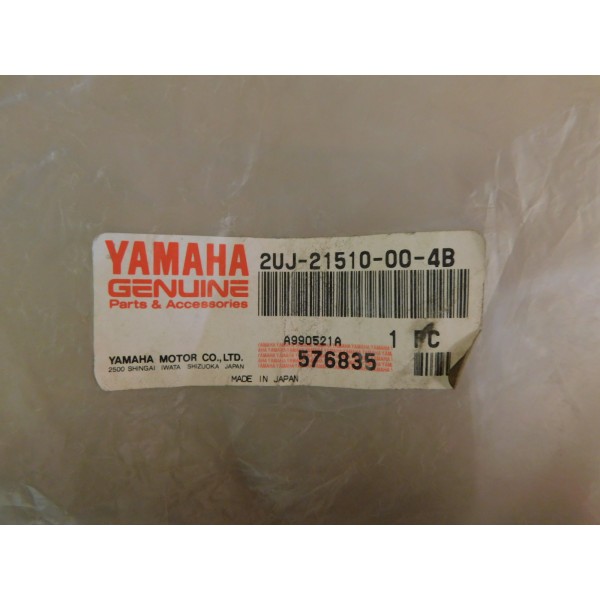 YAMAHA
GENUINE
Parts & Accessories
2UJ-21510-00-4B
A990521A
1 PC
576835
YAMAHA MOTOR CO., LTD.
2500 SHINGAI IWATA SHIZUOKA JAPAN
MADE IN JAPAN